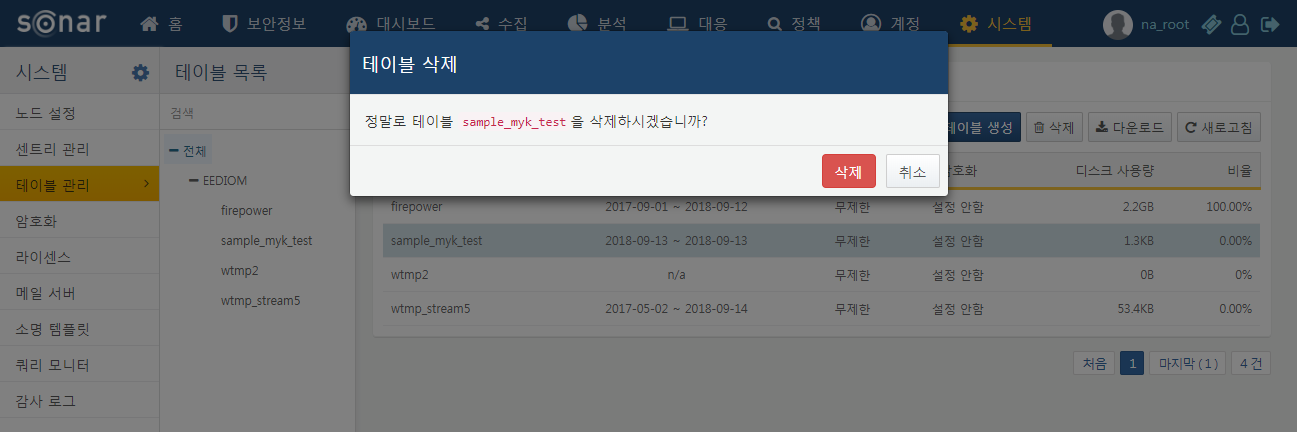 sonar
홈 보안정보 대시보드 수집 분석 대응 정책 계정 시스템 na_root
시스템
노드 설정
센트리 관리
테이블 관리
암호화
라이센스
메일 서버
소명 템플릿
쿼리 모니터
감사 로그
테이블 목록
검색
전체
EEDIOM
firepower
sample_myk_test
wtmp2
wtmp_stream5
테이블 삭제
정말로 테이블 sample_myk_test 을 삭제하시겠습니까?
삭제 취소
테이블 생성 삭제 다운로드 새로고침
디스크 사용량 비율
firepower 2017-09-01 ~ 2018-09-12 무제한 설정 안함 2.2GB 100.00%
sample_myk_test 2018-09-13 ~ 2018-09-13 무제한 설정 안함 1.3KB 0.00%
wtmp2 n/a 무제한 설정 안함 0B 0%
wtmp_stream5 2017-05-02 ~ 2018-09-14 무제한 설정 안함 53.4KB 0.00%
처음 1 마지막 ( 1 ) 4 건